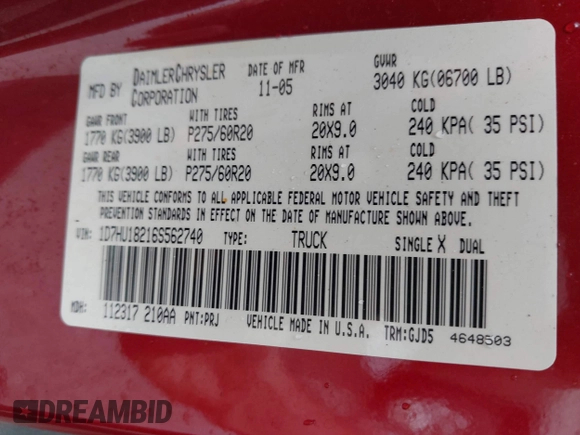 MFD BY DAIMLERCHRYSLER CORPORATION DATE OF MFR 11-05 GVWR 3040 KG(06700 LB)
GAWR FRONT WITH TIRES RIMS AT COLD
1770 KG(3900 LB) P275/60R20 20X9.0 240 KPA( 35 PSI)
GAWR REAR WITH TIRES RIMS AT COLD
1770 KG(3900 LB) P275/60R20 20X9.0 240 KPA( 35 PSI)
THIS VEHICLE CONFORMS TO ALL APPLICABLE FEDERAL MOTOR VEHICLE SAFETY AND THEFT
PREVENTION STANDARDS IN EFFECT ON THE DATE OF MANUFACTURE SHOWN ABOVE.
VIN: 1D7HU18216S562740 TYPE: TRUCK SINGLE X DUAL
MDH: 112317 210AA PNT:PRJ VEHICLE MADE IN U.S.A. TRM:GJD5 4648503
DREAMBID